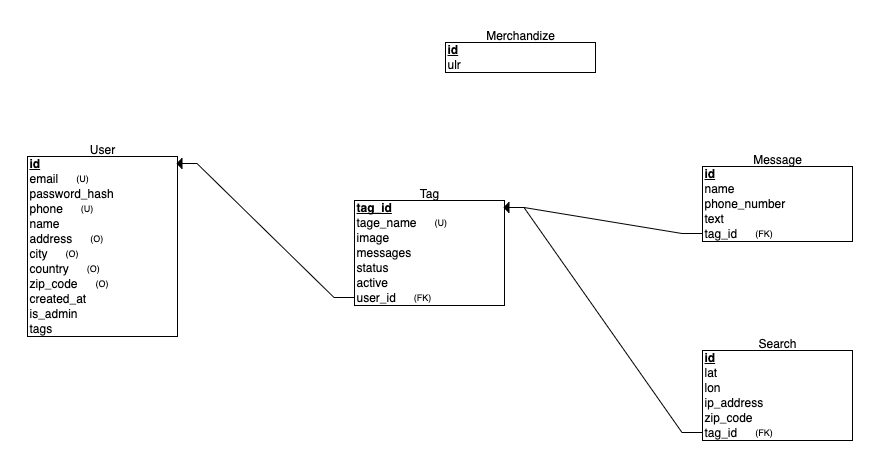 Merchandize
id
ulr
User
id
email (U)
password_hash
phone (U)
name
address (O)
city (O)
country (O)
zip_code (O)
created_at
is_admin
tags
Tag
tag_id
tage_name (U)
image
messages
status
active
user_id (FK)
Message
id
name
phone_number
text
tag_id (FK)
Search
id
lat
lon
ip_address
zip_code
tag_id (FK)